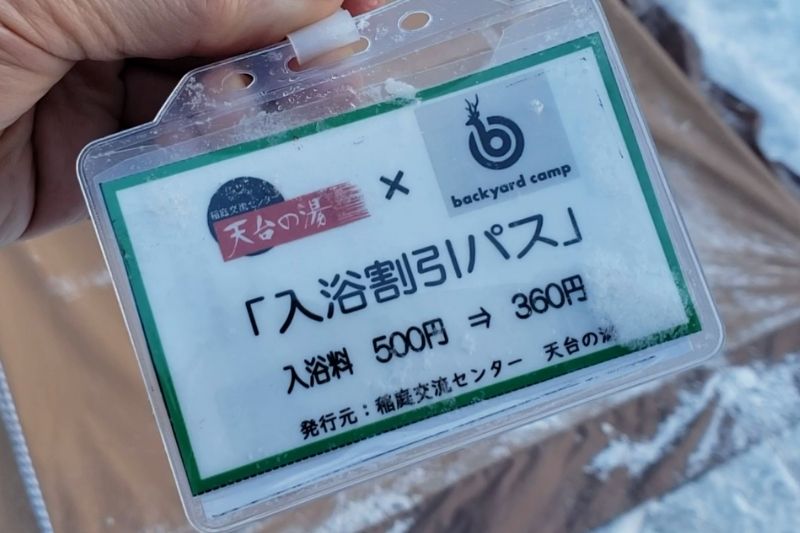 稲庭交流センター
天台の湯
×
backyard camp
「入浴割引パス」
入浴料 500円 ⇒ 360円
発行元：稲庭交流センター 天台の湯